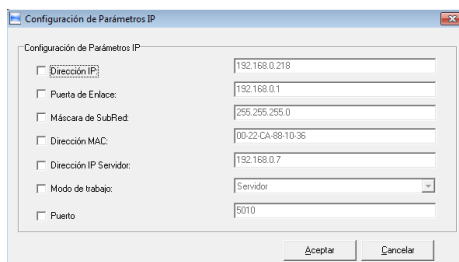 Configuración de Parámetros IP
Configuración de Parámetros IP
Dirección IP: 192.168.0.218
Puerta de Enlace: 192.168.0.1
Máscara de SubRed: 255.255.255.0
Dirección MAC: 00-22-CA-88-10-36
Dirección IP Servidor: 192.168.0.7
Modo de trabajo: Servidor
Puerto 5010
Aceptar Cancelar